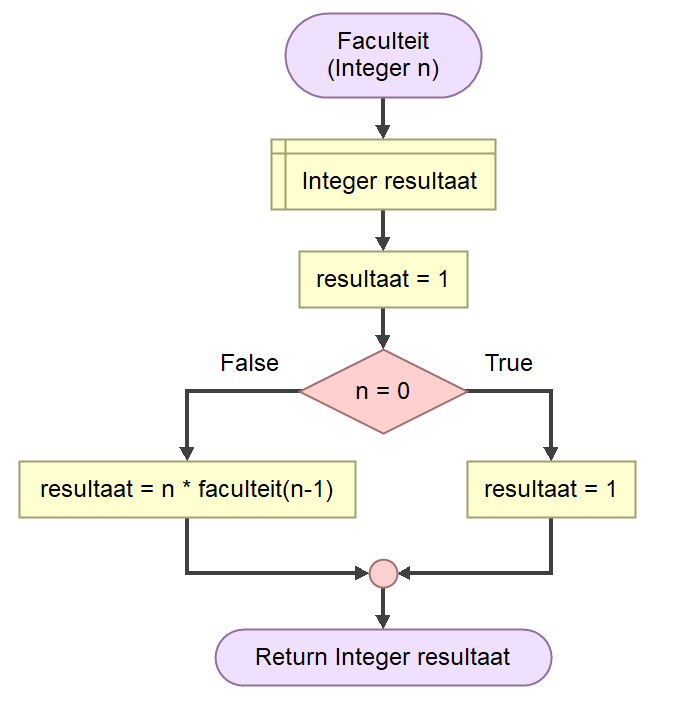 Faculteit
(Integer n)
Integer resultaat
resultaat = 1
False
True
n = 0
resultaat = n * faculteit(n-1)
resultaat = 1
Return Integer resultaat